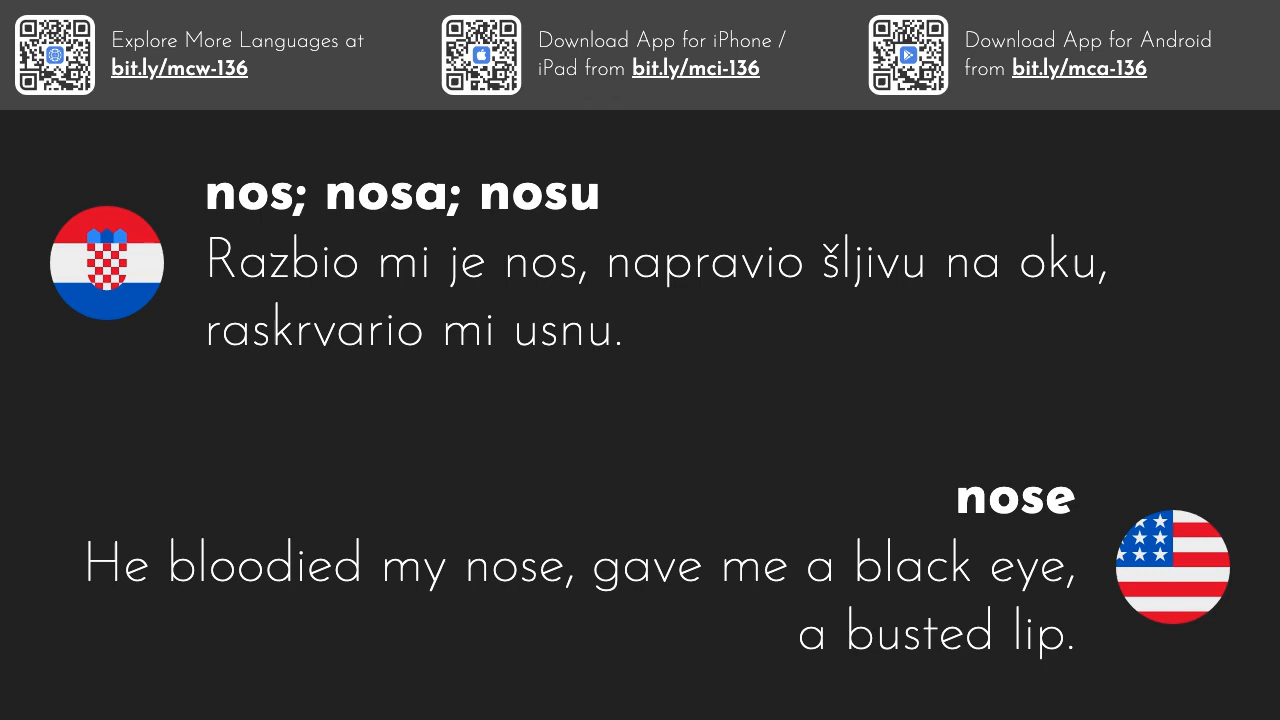 Explore More Languages at
bit.ly/mcw-136
Download App for iPhone /
iPad from bit.ly/mci-136
Download App for Android
from bit.ly/mca-136
nos; nosa; nosu
Razbio mi je nos, napravio šljivu na oku,
raskrvario mi usnu.
nose
He bloodied my nose, gave me a black eye,
a busted lip.